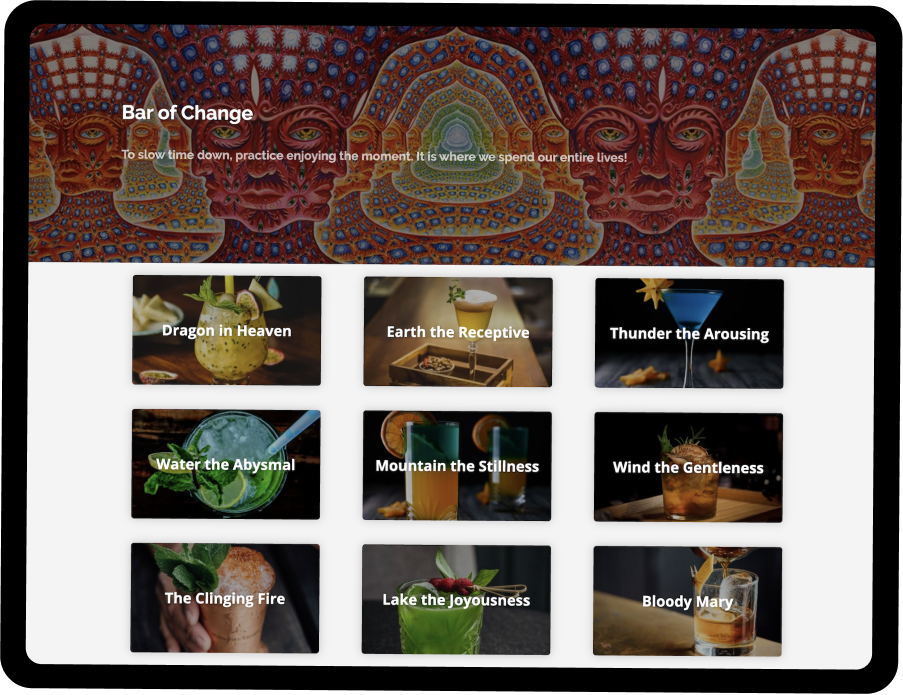 Bar of Change
To slow time down, practice enjoying the moment. It is where we spend our entire lives!
Dragon in Heaven
Earth the Receptive
Thunder the Arousing
Water the Abysmal
Mountain the Stillness
Wind the Gentleness
The Clinging Fire
Lake the Joyousness
Bloody Mary